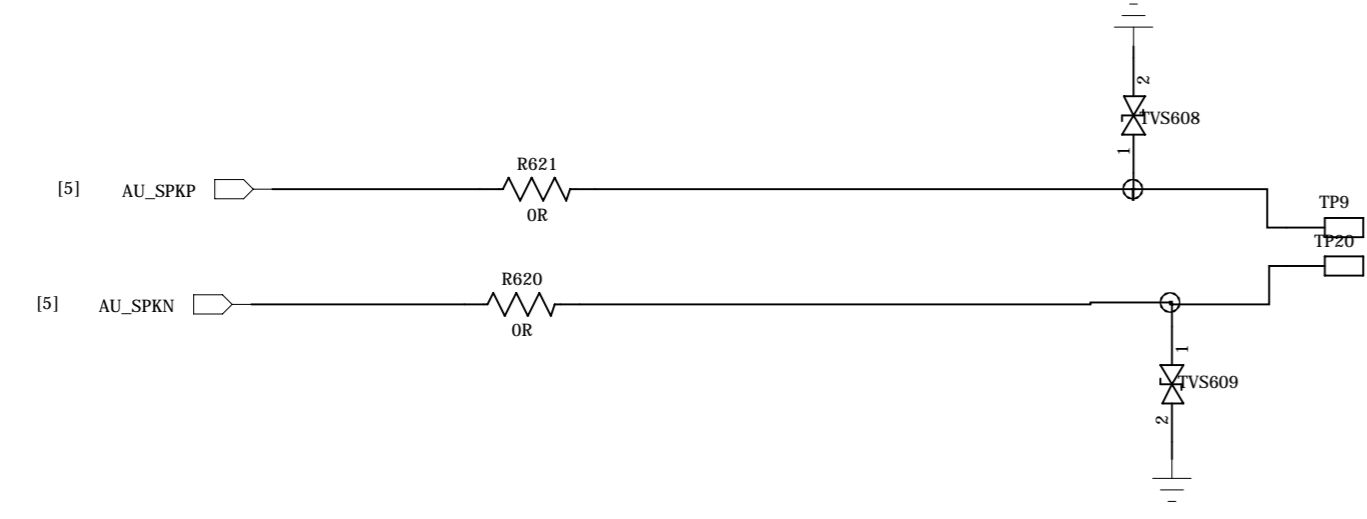 2
TVS608
1
R621
[5] AU_SPKP
0R
TP9
TP20
R620
[5] AU_SPKN
0R
1
TVS609
2